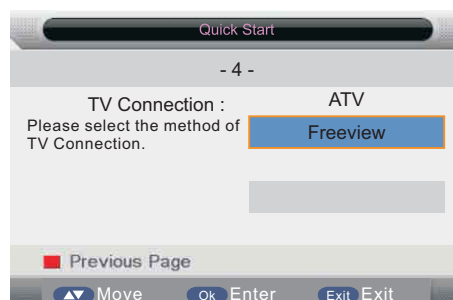 Quick Start
- 4 -
TV Connection :
Please select the method of
TV Connection.
ATV
Freeview
Previous Page
Move Ok Enter Exit Exit